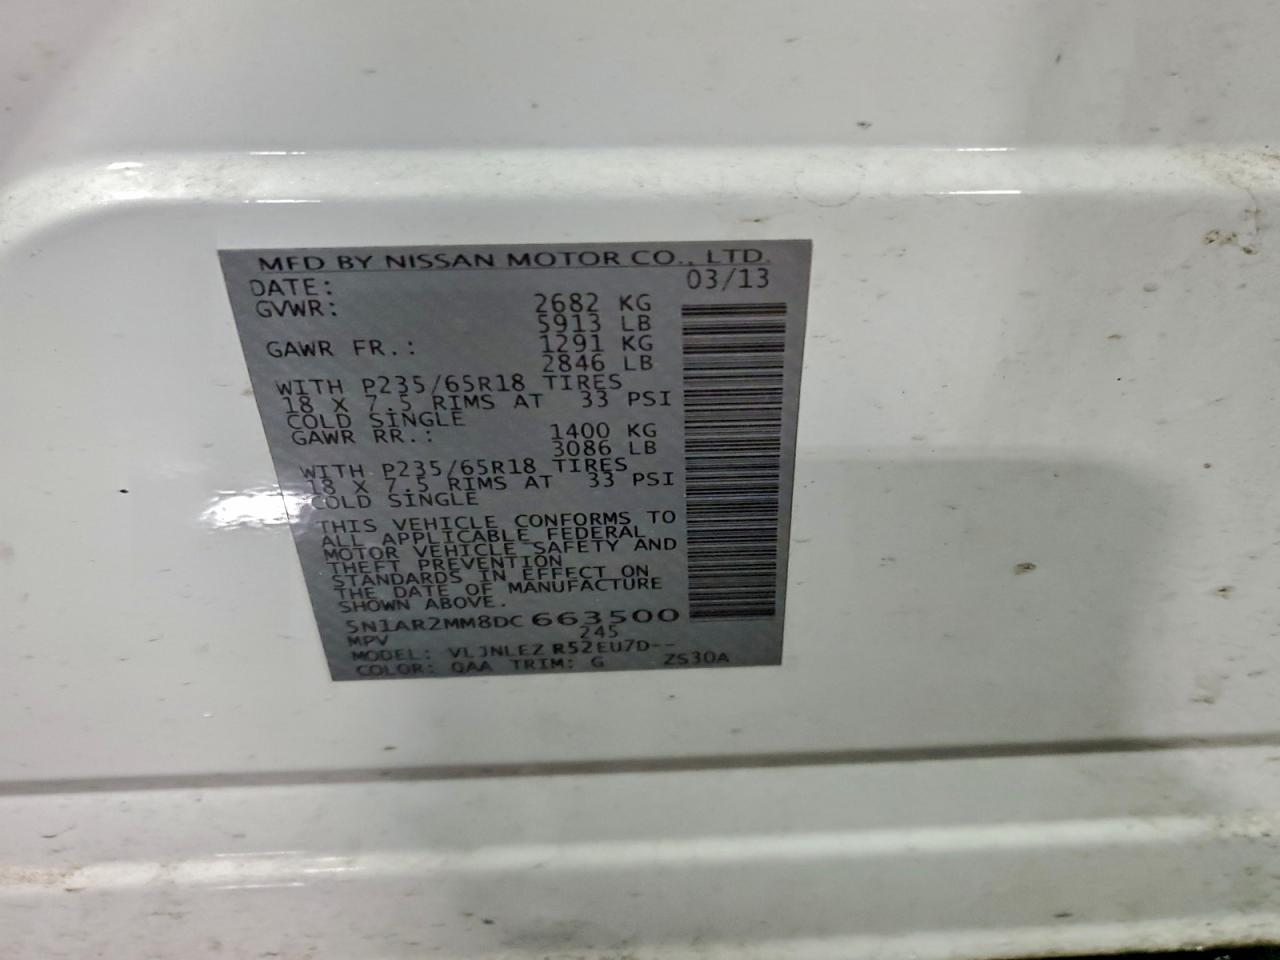 MFD BY NISSAN MOTOR CO., LTD.
DATE: 03/13
GVWR: 2682 KG
5913 LB
GAWR FR.: 1291 KG
2846 LB
WITH P235/65R18 TIRES
18 X 7.5 RIMS AT 33 PSI
COLD SINGLE
GAWR RR.: 1400 KG
3086 LB
WITH P235/65R18 TIRES
18 X 7.5 RIMS AT 33 PSI
COLD SINGLE
THIS VEHICLE CONFORMS TO
ALL APPLICABLE FEDERAL
MOTOR VEHICLE SAFETY AND
THEFT PREVENTION
STANDARDS IN EFFECT ON
THE DATE OF MANUFACTURE
SHOWN ABOVE.
5N1AR2MM8DC 663500
MPV 245
MODEL: VLJNLEZ R52EU7D--
COLOR: QAA TRIM: G ZS30A